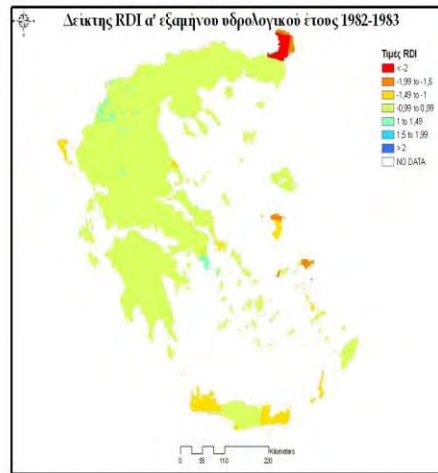 Δείκτης RDI α' εξαμήνου υδρολογικού έτους 1982-1983
Τιμές RDI
< -2
-1,99 to -1,5
-1,49 to -1
-0,99 to 0,99
1 to 1,49
1,5 to 1,99
> 2
NO DATA
Kilometers
0 55 110 220